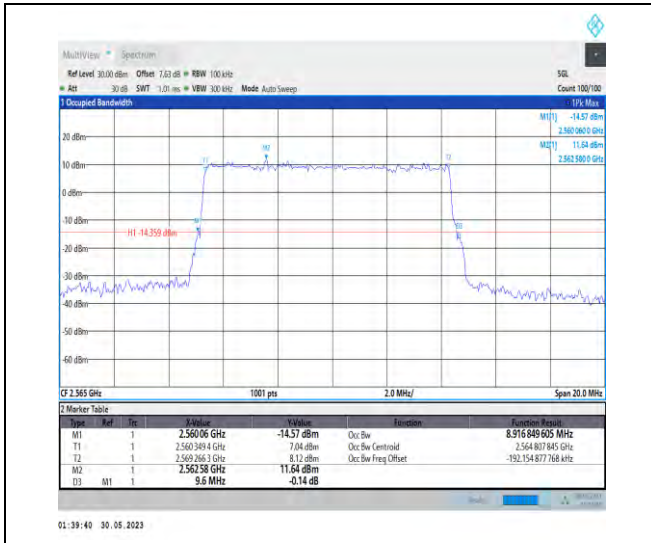 MultiView Spectrum
Ref Level 30.00 dBm Offset 7.63 dB RBW 100 kHz SGL
Att 30 dB SWT 1.01 ms VBW 300 kHz Mode Auto Sweep Count 100/100
1 Occupied Bandwidth 1Pk Max
M1[1] -14.57 dBm
2.560 060 0 GHz
M2[1] 11.64 dBm
2.562 580 0 GHz
20 dBm
M2
T1 T2
10 dBm
0 dBm
-10 dBm
H1 -14.359 dBm
-20 dBm
-30 dBm
-40 dBm
-50 dBm
-60 dBm
CF 2.565 GHz 1001 pts 2.0 MHz/ Span 20.0 MHz
2 Marker Table
Type Ref Trc X-Value Y-Value Function Function Result
M1 1 2.56006 GHz -14.57 dBm Occ Bw 8.916 849 605 MHz
T1 1 2.560 349 4 GHz 7.04 dBm Occ Bw Centroid 2.564 807 845 GHz
T2 1 2.569 266 3 GHz 8.12 dBm Occ Bw Freq Offset -192.154 877 768 kHz
M2 1 2.56258 GHz 11.64 dBm
D3 M1 1 9.6 MHz -0.14 dB
01:39:40 30.05.2023